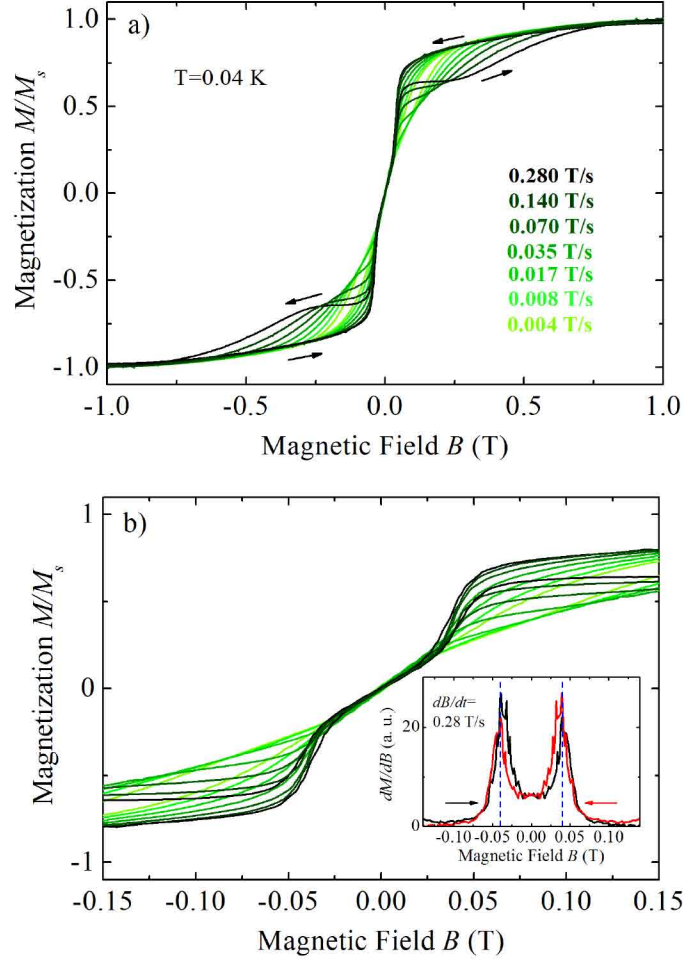 a)
T=0.04 K
0.280 T/s
0.140 T/s
0.070 T/s
0.035 T/s
0.017 T/s
0.008 T/s
0.004 T/s
Magnetization M/Ms
1.0
0.5
0.0
-0.5
-1.0
-1.0 -0.5 0.0 0.5 1.0
Magnetic Field B (T)
b)
Magnetization M/Ms
1
0
-1
dB/dt=
0.28 T/s
dM/dB (a. u.)
20
0
-0.10 -0.05 0.00 0.05 0.10
Magnetic Field B (T)
-0.15 -0.10 -0.05 0.00 0.05 0.10 0.15
Magnetic Field B (T)